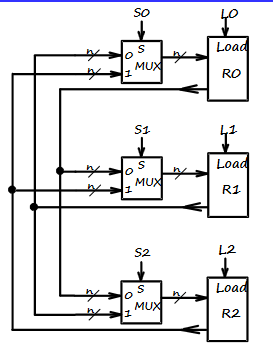 S0 L0
n 0 S n Load
n 1 MUX R0
S1 L1
n 0 S n Load
n 1 MUX R1
S2 L2
n 0 S n Load
n 1 MUX R2